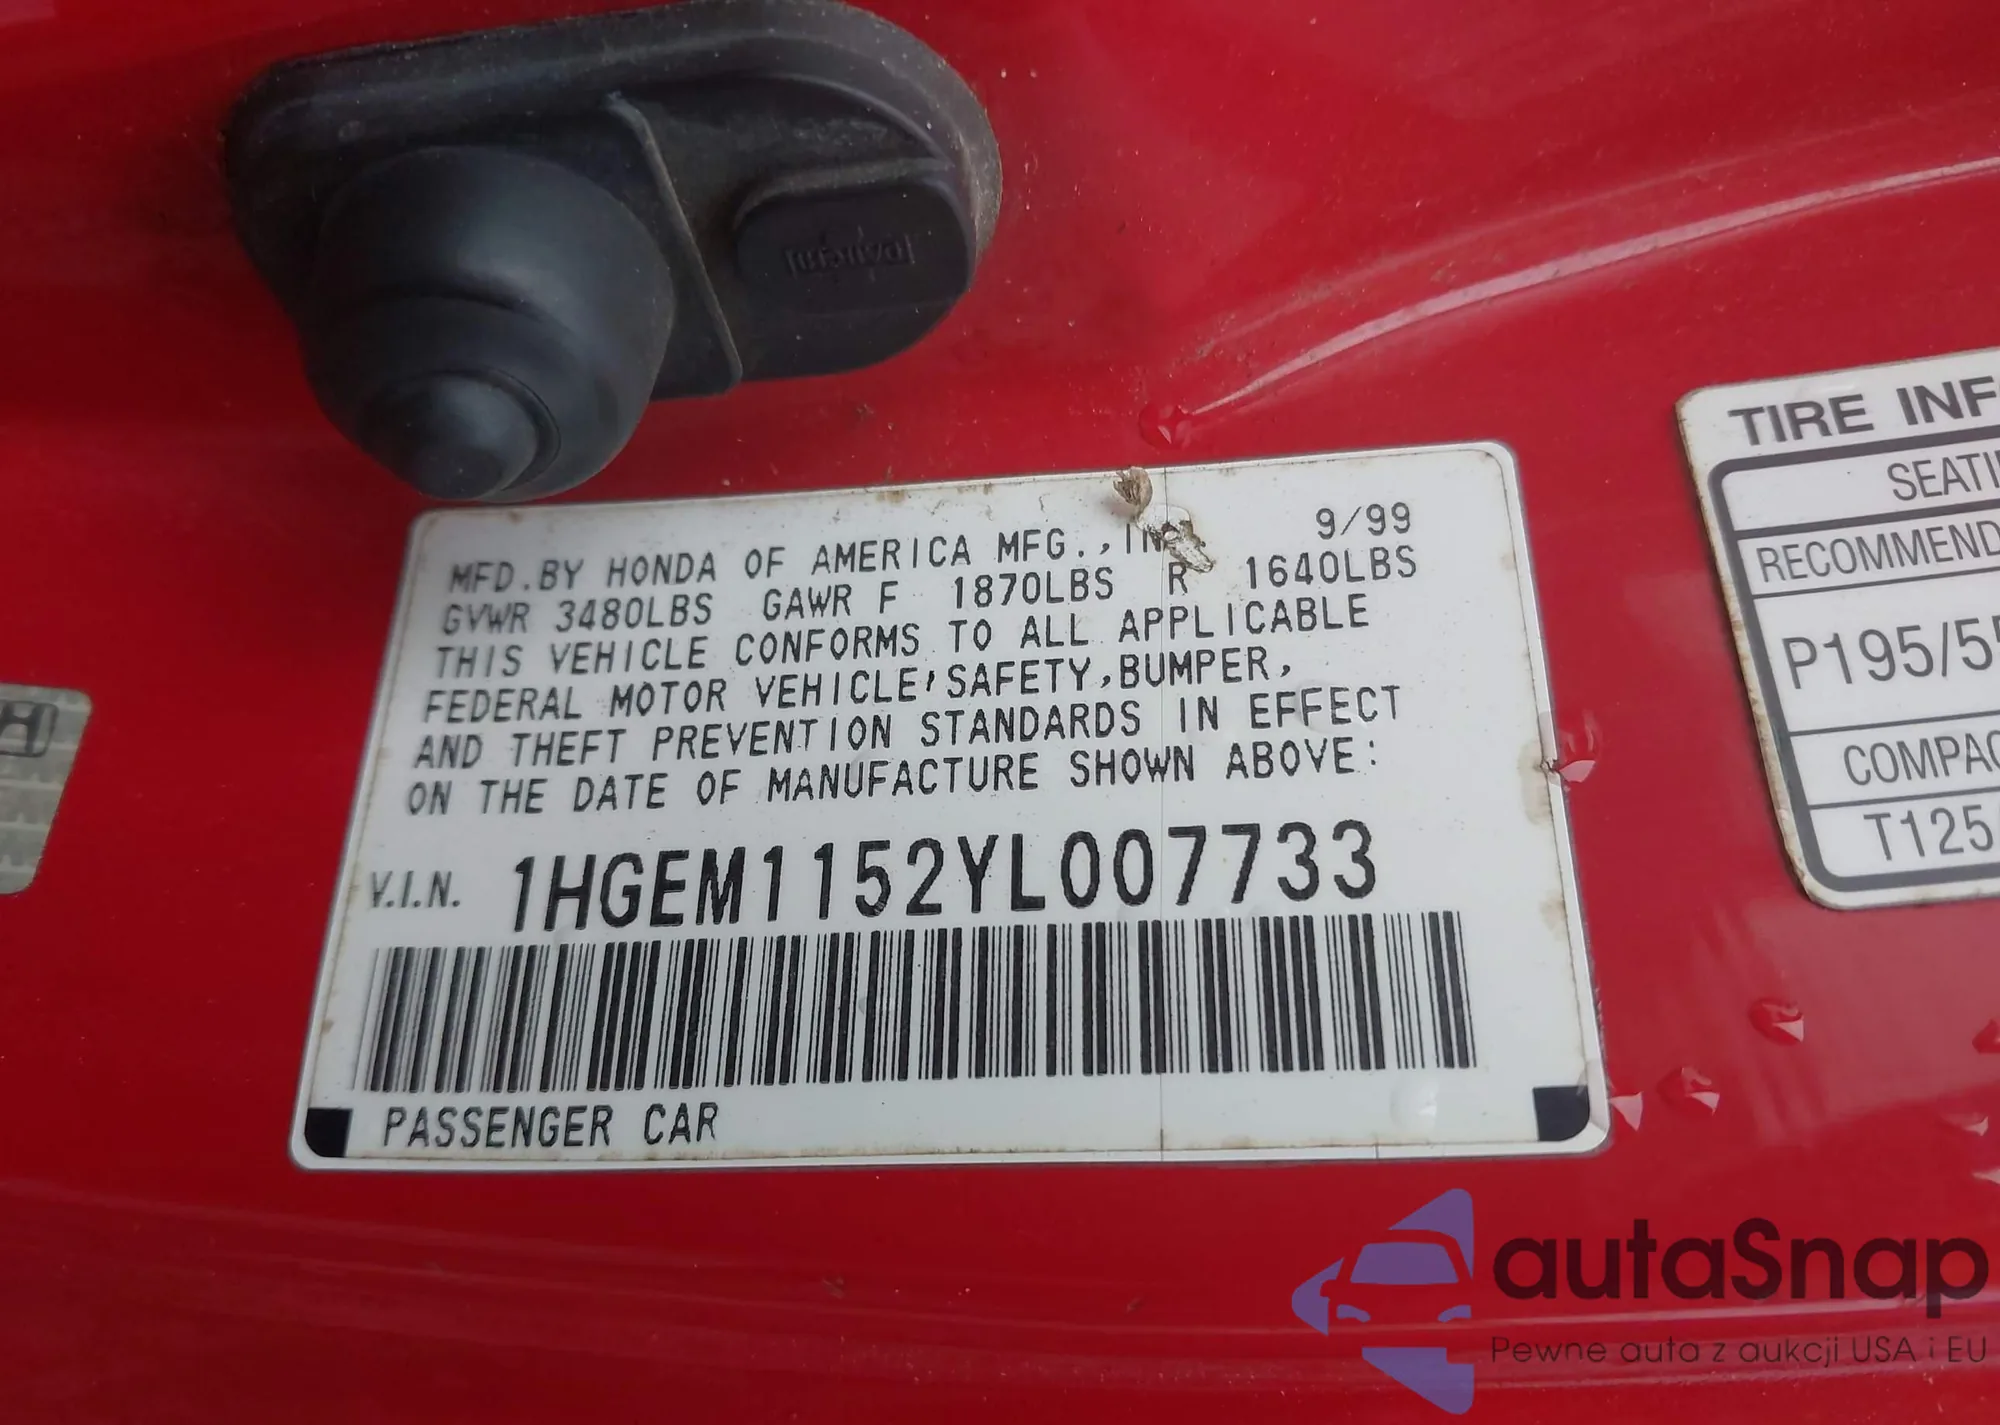 MFD.BY HONDA OF AMERICA MFG.,IN 9/99
GVWR 3480LBS GAWR F 1870LBS R 1640LBS
THIS VEHICLE CONFORMS TO ALL APPLICABLE
FEDERAL MOTOR VEHICLE,SAFETY,BUMPER,
AND THEFT PREVENTION STANDARDS IN EFFECT
ON THE DATE OF MANUFACTURE SHOWN ABOVE:
V.I.N. 1HGEM1152YL007733
PASSENGER CAR
TIRE INF
SEATI
RECOMMEND
P195/55
COMPAC
T125/
autaSnap
Pewne auta z aukcji USA i EU